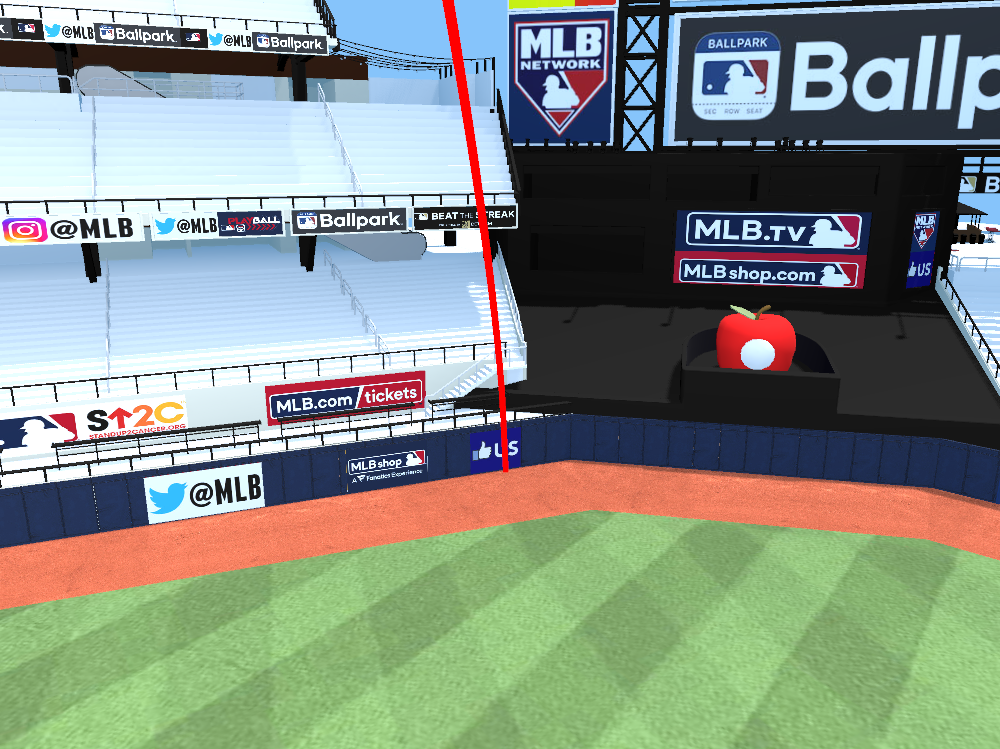 @MLB
Ballpark
@MLB
Ballpark
MLB
NETWORK
BALLPARK
SEC ROW SEAT
Ballp
@MLB
@MLB
PLAY BALL
Ballpark
BEAT THE STREAK
MLB.TV
MLBshop.com
US
S↑2C
STANDUP2CANCER.ORG
MLB.com/tickets
@MLB
MLBshop
A Fanatics Experience
US